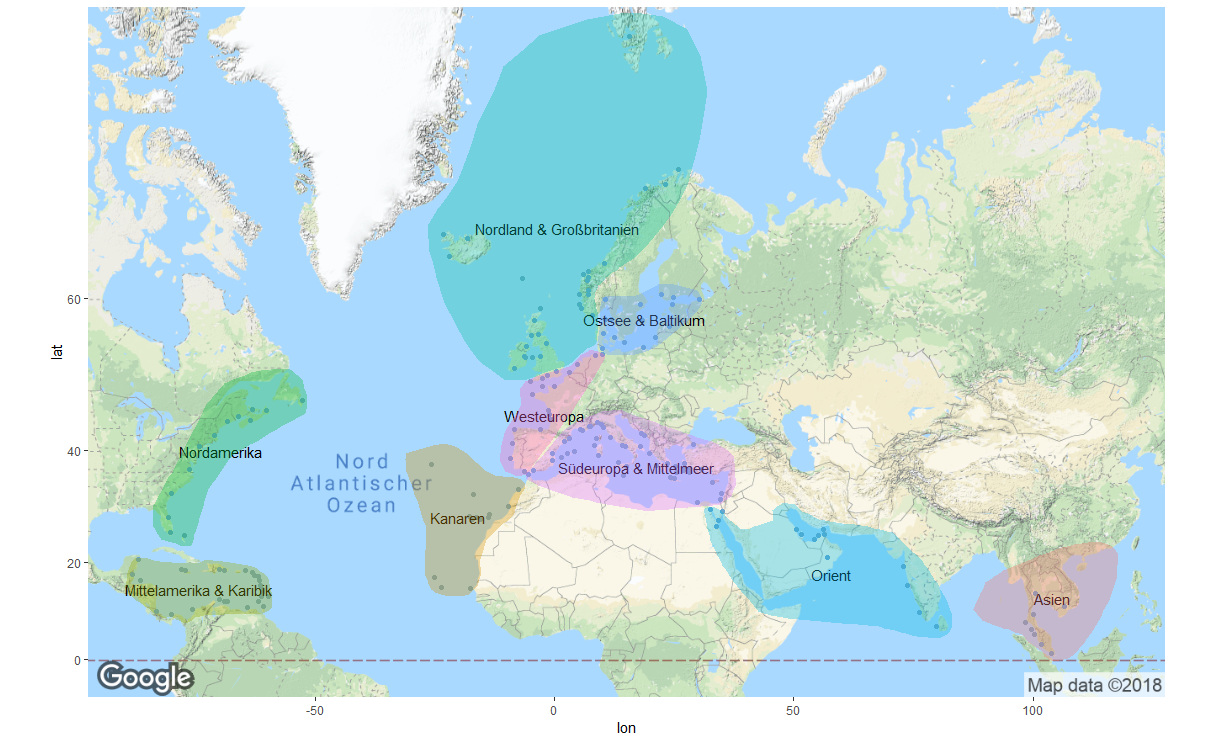 Nordland & Großbritanien
60
Ostsee & Baltikum
lat
Westeuropa
Nordamerika
40
Nord
Atlantischer
Ozean
Südeuropa & Mittelmeer
Kanaren
20
Orient
Mittelamerika & Karibik
Asien
0
Google
Map data ©2018
-50
0
50
100
lon